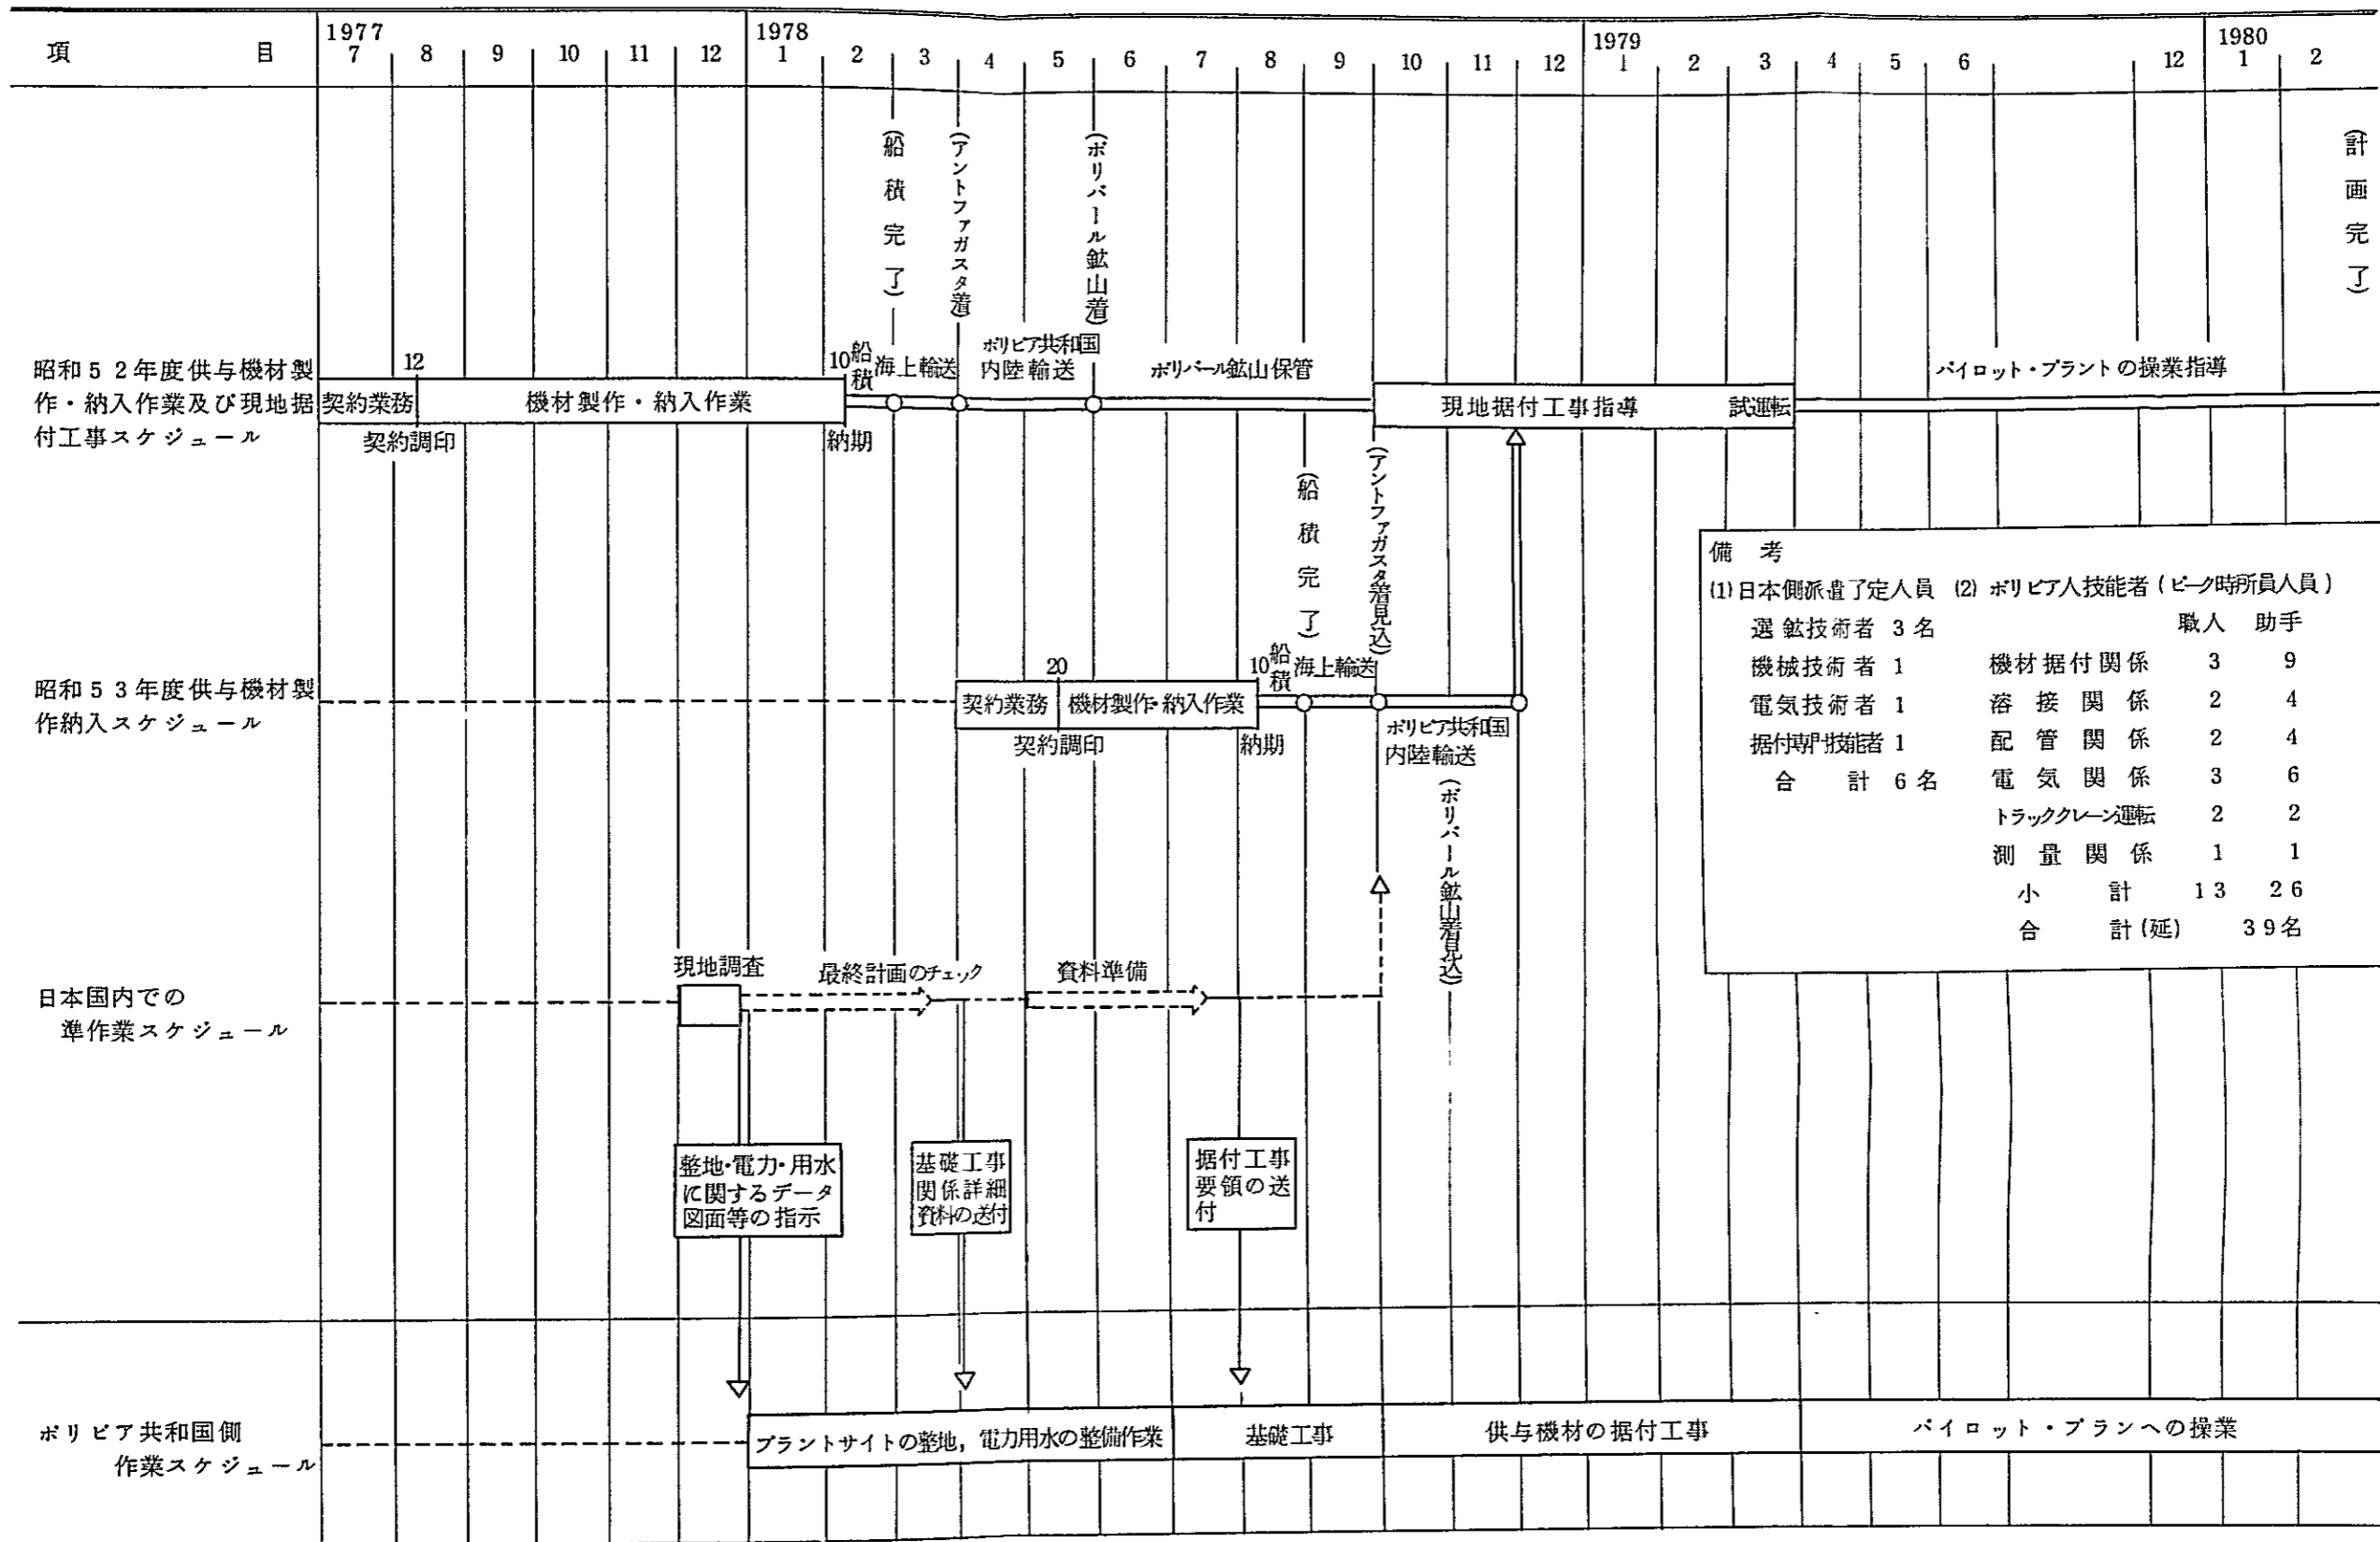 項 目
1977
7 8 9 10 11 12
1978
1 2 3 4 5 6 7 8 9 10 11 12
1979
1 2 3 4 5 6 12
1980
1 2
(船積完了)
(アントファガスタ着)
(ボリバール鉱山着)
(計画完了)
昭和52年度供与機材製
作・納入作業及び現地据
付工事スケジュール
12
契約業務
契約調印
機材製作・納入作業
10
納期
船積
海上輸送
ボリビア共和国
内陸輸送
ボリバール鉱山保管
現地据付工事指導 試運転
パイロット・プラントの操業指導
(船積完了)
(アントファガスタ着見込)
昭和53年度供与機材製
作納入スケジュール
20
契約業務
契約調印
機材製作・納入作業
10
納期
船積
海上輸送
ボリビア共和国
内陸輸送
(ボリバール鉱山着見込)
備 考
(1)日本側派遣了定人員
選鉱技術者 3名
機械技術者 1
電気技術者 1
据付専門技能者 1
合 計 6名
(2) ボリビア人技能者(ピーク時所員人員)
職人 助手
機材据付関係 3 9
溶接関係 2 4
配管関係 2 4
電気関係 3 6
トラッククレーン運転 2 2
測量関係 1 1
小 計 13 26
合 計(延) 39名
日本国内での
準作業スケジュール
現地調査
最終計画のチェック
資料準備
整地・電力・用水
に関するデータ
図面等の指示
基礎工事
関係詳細
資料の送付
据付工事
要領の送
付
ボリビア共和国側
作業スケジュール
プラントサイトの整地,電力用水の整備作業
基礎工事
供与機材の据付工事
パイロット・プランへの操業